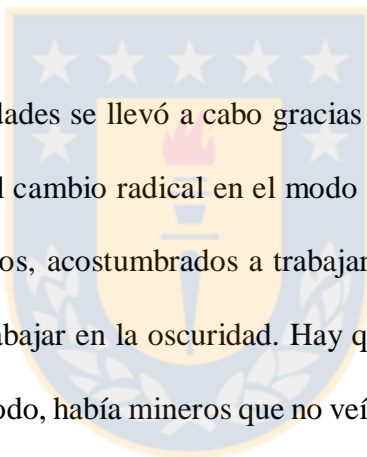 dades se llevó a cabo gracias
l cambio radical en el modo
os, acostumbrados a trabajar
abajar en la oscuridad. Hay q
odo, había mineros que no veí